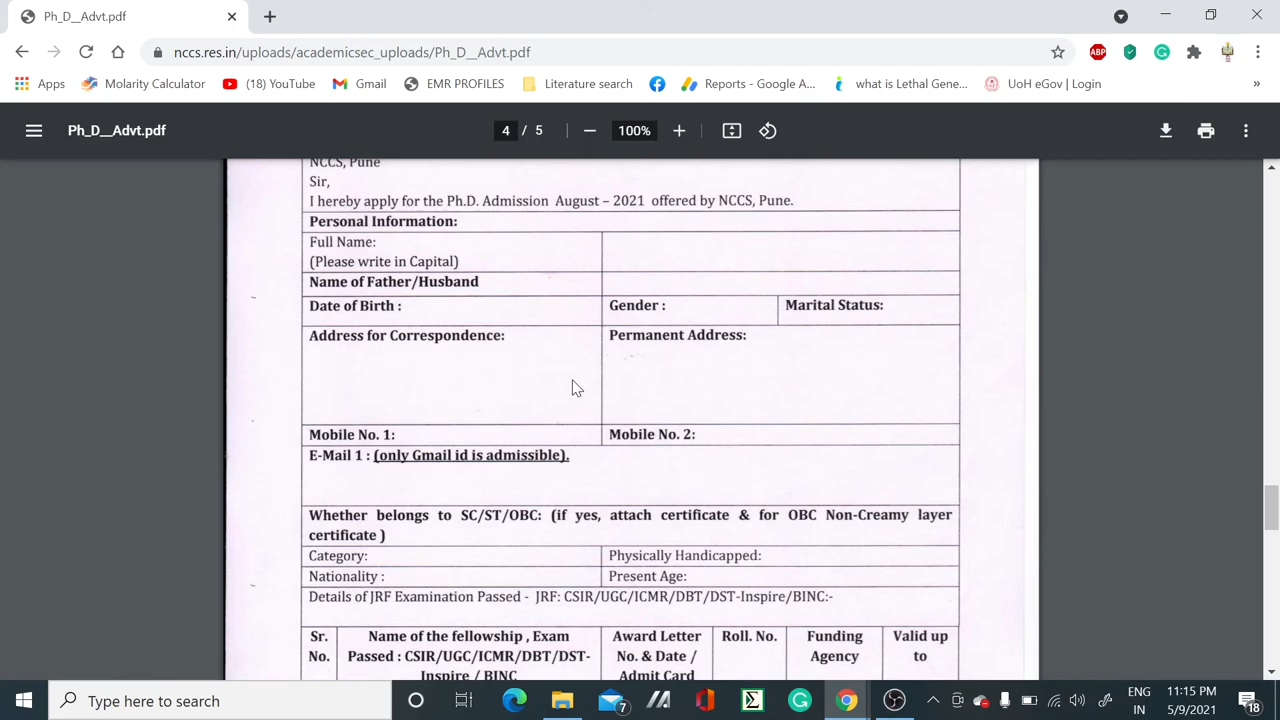 Ph_D__Advt.pdf
nccs.res.in/uploads/academicsec_uploads/Ph_D__Advt.pdf
ABP
Apps Molarity Calculator (18) YouTube Gmail EMR PROFILES Literature search Reports - Google A... what is Lethal Gene... UoH eGov | Login »
Ph_D__Advt.pdf 4 / 5 100%
NCCS, Pune
Sir,
I hereby apply for the Ph.D. Admission August – 2021 offered by NCCS, Pune.
Personal Information:
Full Name:
(Please write in Capital)
Name of Father/Husband
Date of Birth : Gender : Marital Status:
Address for Correspondence: Permanent Address:
Mobile No. 1: Mobile No. 2:
E-Mail 1 : (only Gmail id is admissible).
Whether belongs to SC/ST/OBC: (if yes, attach certificate & for OBC Non-Creamy layer
certificate )
Category: Physically Handicapped:
Nationality : Present Age:
Details of JRF Examination Passed - JRF: CSIR/UGC/ICMR/DBT/DST-Inspire/BINC:-
Sr. Name of the fellowship , Exam Award Letter Roll. No. Funding Valid up
No. Passed : CSIR/UGC/ICMR/DBT/DST- No. & Date / Agency to
Inspire / BINC Admit Card
Type here to search
7
ENG 11:15 PM
IN 5/9/2021
18